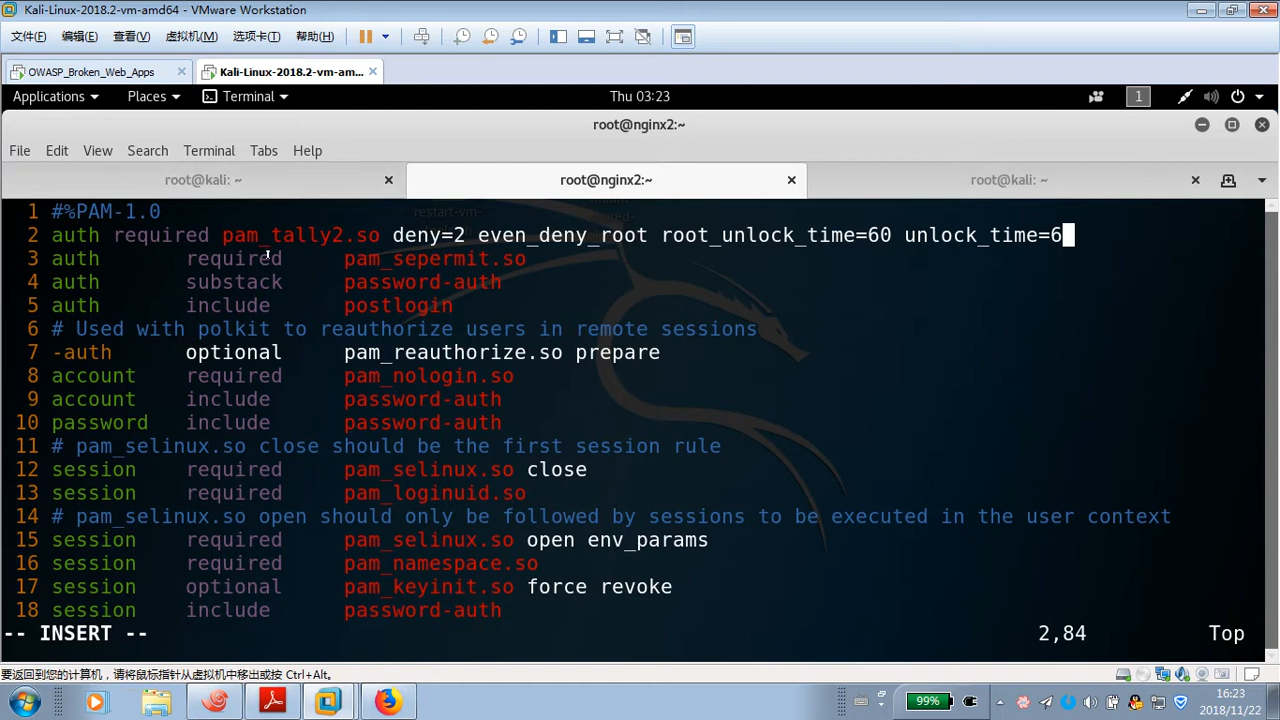 Kali-Linux-2018.2-vm-amd64 - VMware Workstation
文件(F) 编辑(E) 查看(V) 虚拟机(M) 选项卡(T) 帮助(H)
OWASP_Broken_Web_Apps × Kali-Linux-2018.2-vm-am... ×
Applications Places Terminal Thu 03:23 1
root@nginx2:~
File Edit View Search Terminal Tabs Help
root@kali: ~ × root@nginx2:~ × root@kali: ~ ×
restart-vm-
shared-
1 #%PAM-1.0
2 auth required pam_tally2.so deny=2 even_deny_root root_unlock_time=60 unlock_time=6
3 auth required pam_sepermit.so
4 auth substack password-auth
5 auth include postlogin
6 # Used with polkit to reauthorize users in remote sessions
7 -auth optional pam_reauthorize.so prepare
8 account required pam_nologin.so
9 account include password-auth
10 password include password-auth
11 # pam_selinux.so close should be the first session rule
12 session required pam_selinux.so close
13 session required pam_loginuid.so
14 # pam_selinux.so open should only be followed by sessions to be executed in the user context
15 session required pam_selinux.so open env_params
16 session required pam_namespace.so
17 session optional pam_keyinit.so force revoke
18 session include password-auth
-- INSERT -- 2,84 Top
要返回到您的计算机，请将鼠标指针从虚拟机中移出或按 Ctrl+Alt。
99% 16:23
2018/11/22